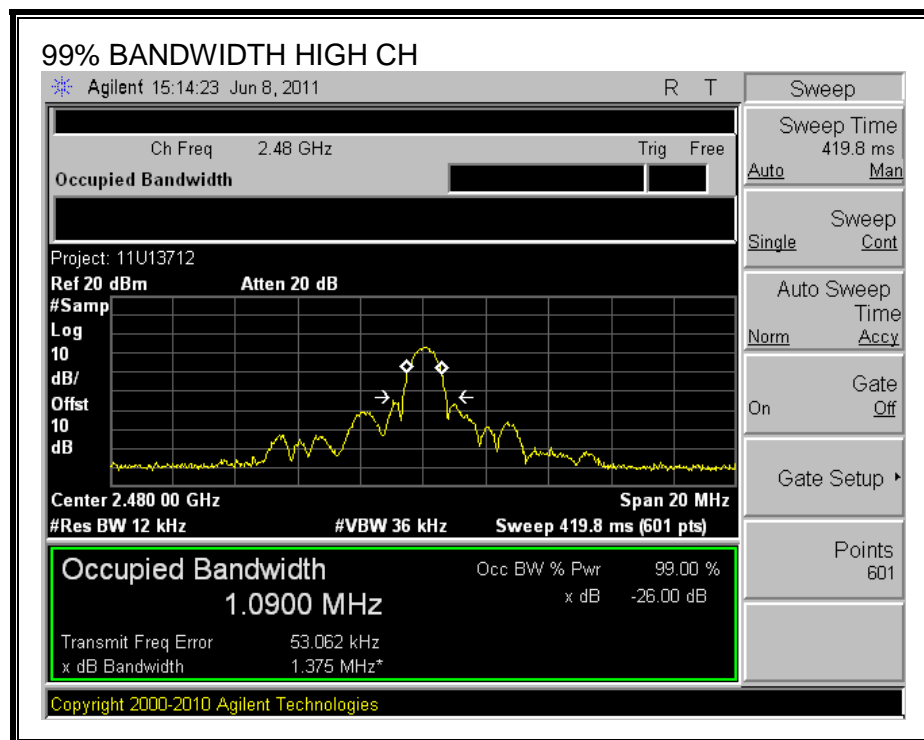 99% BANDWIDTH HIGH CH
Agilent 15:14:23 Jun 8, 2011 R T
Sweep
Ch Freq 2.48 GHz Trig Free
Occupied Bandwidth
Sweep Time
419.8 ms
Auto Man
Sweep
Single Cont
Auto Sweep
Time
Norm Accy
Gate
On Off
Gate Setup
Points
601
Project: 11U13712
Ref 20 dBm Atten 20 dB
#Samp
Log
10
dB/
Offst
10
dB
Center 2.480 00 GHz Span 20 MHz
#Res BW 12 kHz #VBW 36 kHz Sweep 419.8 ms (601 pts)
Occupied Bandwidth
1.0900 MHz
Occ BW % Pwr 99.00 %
x dB -26.00 dB
Transmit Freq Error 53.062 kHz
x dB Bandwidth 1.375 MHz*
Copyright 2000-2010 Agilent Technologies